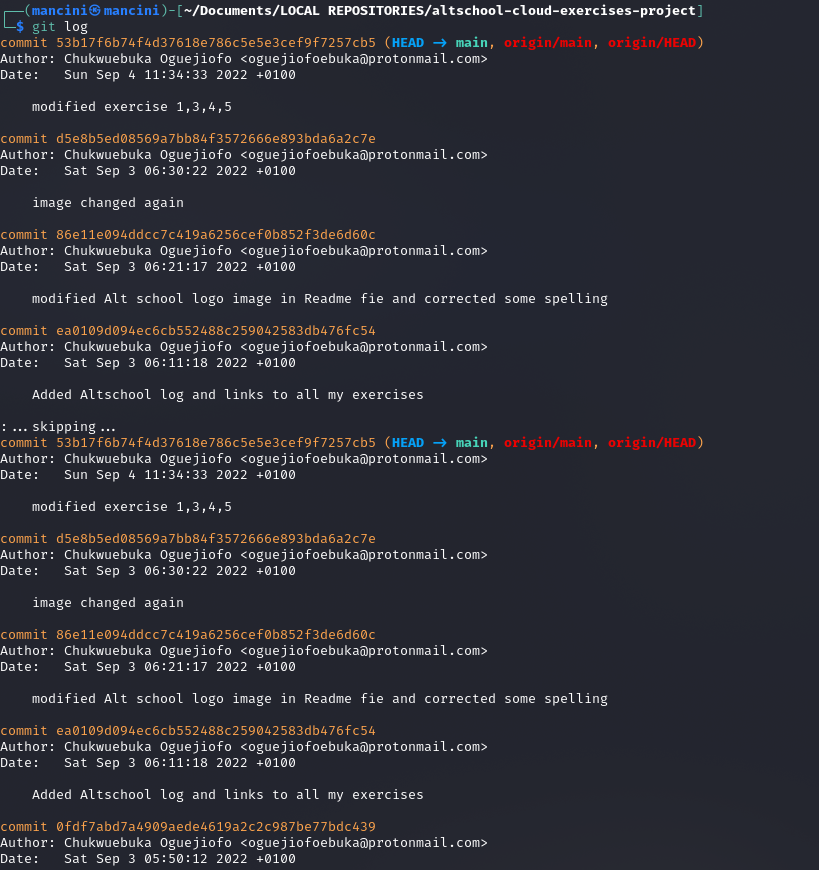 ┌──(mancini㉿mancini)-[~/Documents/LOCAL REPOSITORIES/altschool-cloud-exercises-project]
└─$ git log
commit 53b17f6b74f4d37618e786c5e5e3cef9f7257cb5 (HEAD → main, origin/main, origin/HEAD)
Author: Chukwuebuka Oguejiofo <oguejiofoebuka@protonmail.com>
Date:   Sun Sep 4 11:34:33 2022 +0100

    modified exercise 1,3,4,5

commit d5e8b5ed08569a7bb84f3572666e893bda6a2c7e
Author: Chukwuebuka Oguejiofo <oguejiofoebuka@protonmail.com>
Date:   Sat Sep 3 06:30:22 2022 +0100

    image changed again

commit 86e11e094ddcc7c419a6256cef0b852f3de6d60c
Author: Chukwuebuka Oguejiofo <oguejiofoebuka@protonmail.com>
Date:   Sat Sep 3 06:21:17 2022 +0100

    modified Alt school logo image in Readme fie and corrected some spelling

commit ea0109d094ec6cb552488c259042583db476fc54
Author: Chukwuebuka Oguejiofo <oguejiofoebuka@protonmail.com>
Date:   Sat Sep 3 06:11:18 2022 +0100

    Added Altschool log and links to all my exercises

:...skipping...
commit 53b17f6b74f4d37618e786c5e5e3cef9f7257cb5 (HEAD → main, origin/main, origin/HEAD)
Author: Chukwuebuka Oguejiofo <oguejiofoebuka@protonmail.com>
Date:   Sun Sep 4 11:34:33 2022 +0100

    modified exercise 1,3,4,5

commit d5e8b5ed08569a7bb84f3572666e893bda6a2c7e
Author: Chukwuebuka Oguejiofo <oguejiofoebuka@protonmail.com>
Date:   Sat Sep 3 06:30:22 2022 +0100

    image changed again

commit 86e11e094ddcc7c419a6256cef0b852f3de6d60c
Author: Chukwuebuka Oguejiofo <oguejiofoebuka@protonmail.com>
Date:   Sat Sep 3 06:21:17 2022 +0100

    modified Alt school logo image in Readme fie and corrected some spelling

commit ea0109d094ec6cb552488c259042583db476fc54
Author: Chukwuebuka Oguejiofo <oguejiofoebuka@protonmail.com>
Date:   Sat Sep 3 06:11:18 2022 +0100

    Added Altschool log and links to all my exercises

commit 0fdf7abd7a4909aede4619a2c2c987be77bdc439
Author: Chukwuebuka Oguejiofo <oguejiofoebuka@protonmail.com>
Date:   Sat Sep 3 05:50:12 2022 +0100